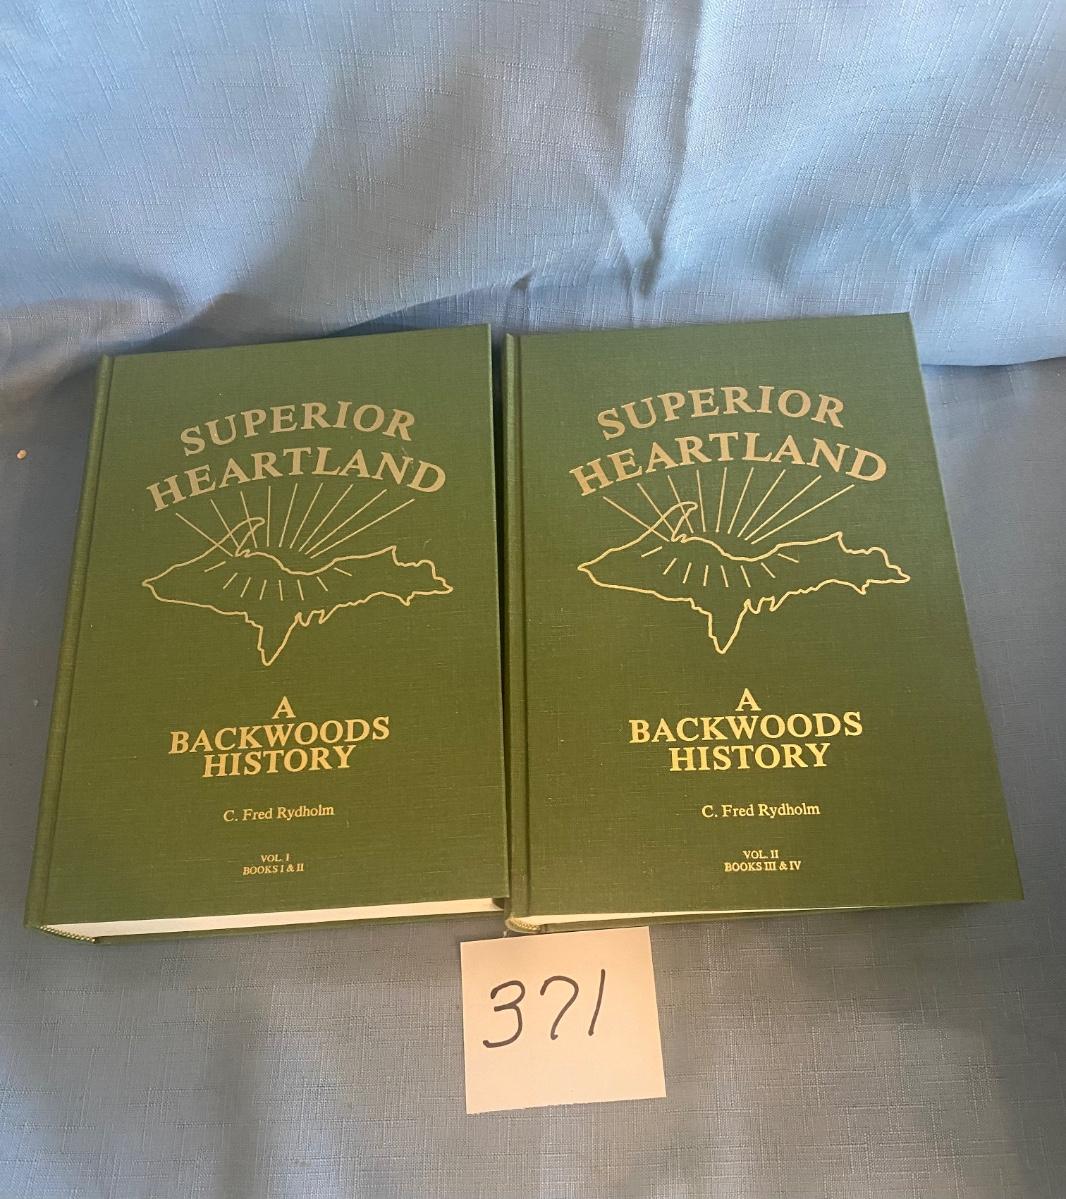 SUPERIOR
HEARTLAND
A
BACKWOODS
HISTORY
C. Fred Rydholm
VOL. I
BOOKS I & II
SUPERIOR
HEARTLAND
A
BACKWOODS
HISTORY
C. Fred Rydholm
VOL. II
BOOKS III & IV
371